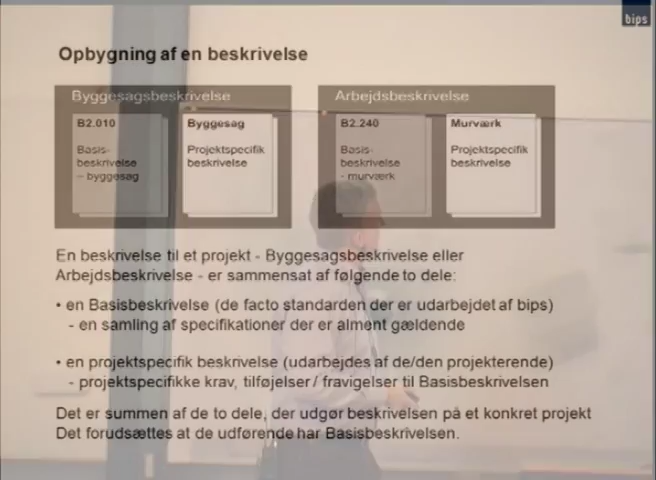 bips
Opbygning af en beskrivelse
Byggesagsbeskrivelse
B2.010
Basis-
beskrivelse
– byggesag
Byggesag
Projektspecifik
beskrivelse
Arbejdsbeskrivelse
B2.240
Basis-
beskrivelse
- murværk
Murværk
Projektspecifik
beskrivelse
En beskrivelse til et projekt - Byggesagsbeskrivelse eller
Arbejdsbeskrivelse - er sammensat af følgende to dele:
• en Basisbeskrivelse (de facto standarden der er udarbejdet af bips)
- en samling af specifikationer der er alment gældende
• en projektspecifik beskrivelse (udarbejdes af de/den projekterende)
- projektspecifikke krav, tilføjelser / fravigelser til Basisbeskrivelsen
Det er summen af de to dele, der udgør beskrivelsen på et konkret projekt
Det forudsættes at de udførende har Basisbeskrivelsen.